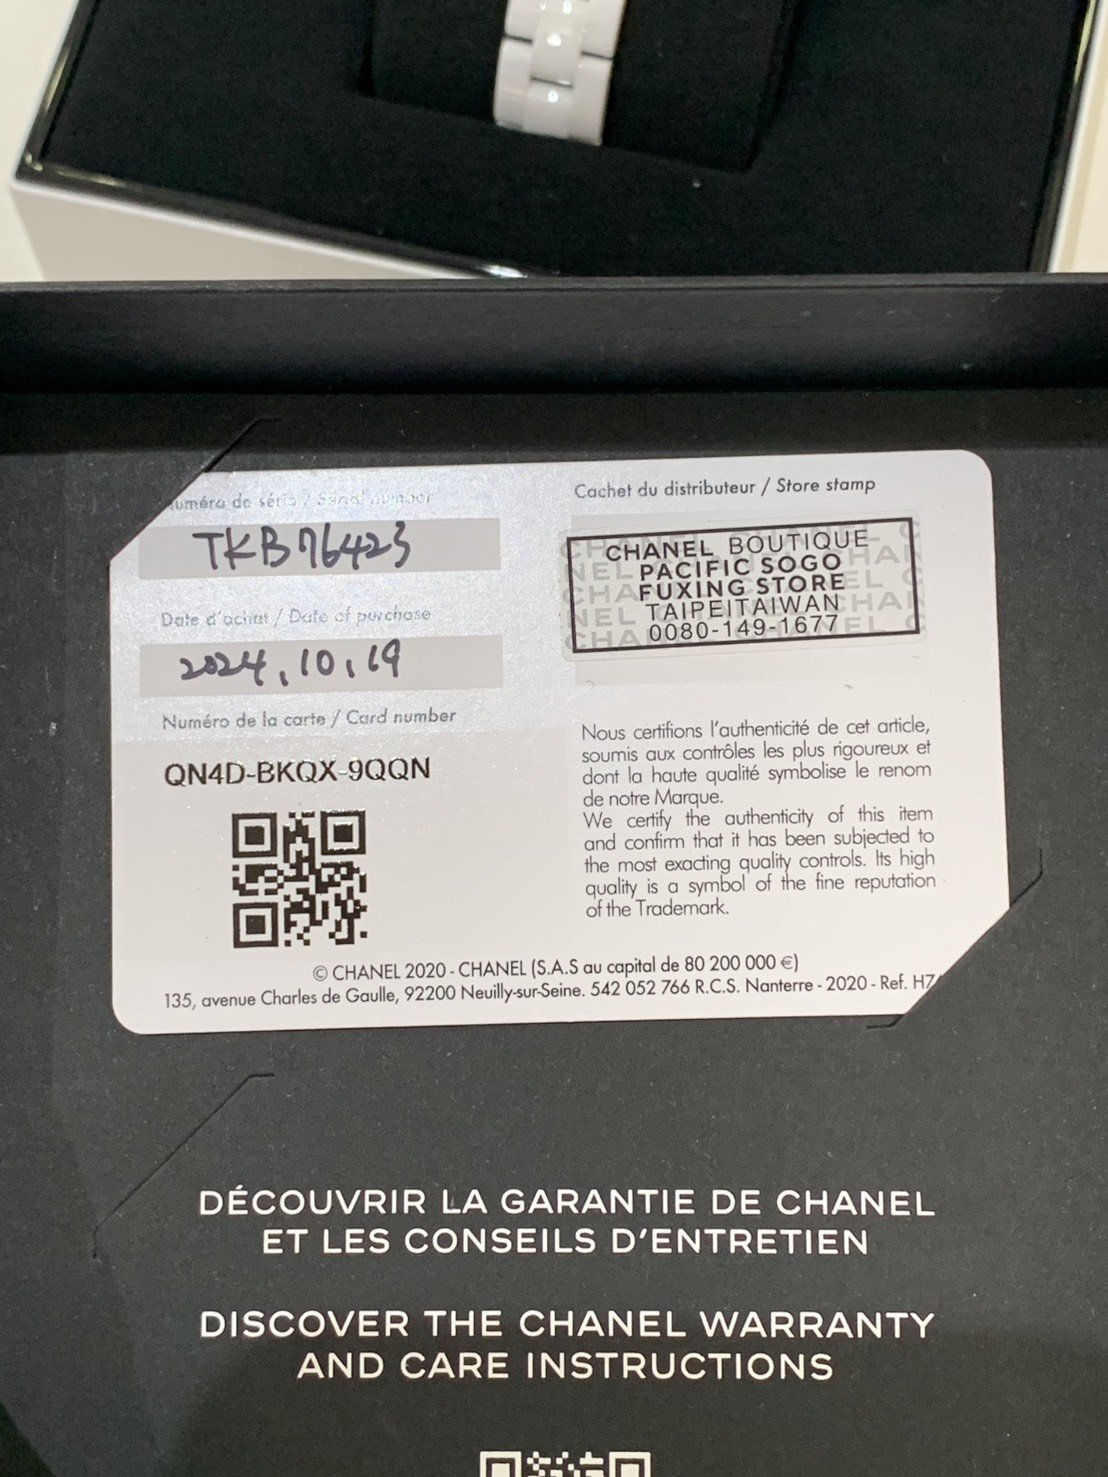 Numéro de série / Serial number
TKB76423
Date d'achat / Date of purchase
2024.10.19
Numéro de la carte / Card number
QN4D-BKQX-9QQN
Cachet du distributeur / Store stamp
CHANEL BOUTIQUE
PACIFIC SOGO
FUXING STORE
TAIPEITAIWAN
0080-149-1677
Nous certifions l'authenticité de cet article,
soumis aux contrôles les plus rigoureux et
dont la haute qualité symbolise le renom
de notre Marque.
We certify the authenticity of this item
and confirm that it has been subjected to
the most exacting quality controls. Its high
quality is a symbol of the fine reputation
of the Trademark.
© CHANEL 2020 - CHANEL (S.A.S au capital de 80 200 000 €)
135, avenue Charles de Gaulle, 92200 Neuilly-sur-Seine. 542 052 766 R.C.S. Nanterre - 2020 - Ref.
DÉCOUVRIR LA GARANTIE DE CHANEL
ET LES CONSEILS D'ENTRETIEN
DISCOVER THE CHANEL WARRANTY
AND CARE INSTRUCTIONS